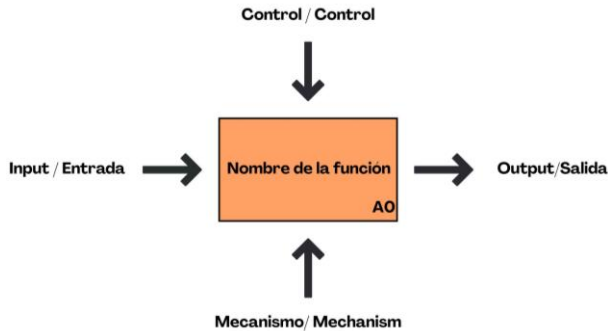 Control / Control
Input / Entrada
Nombre de la función
Output/Salida
A0
Mecanismo/ Mechanism